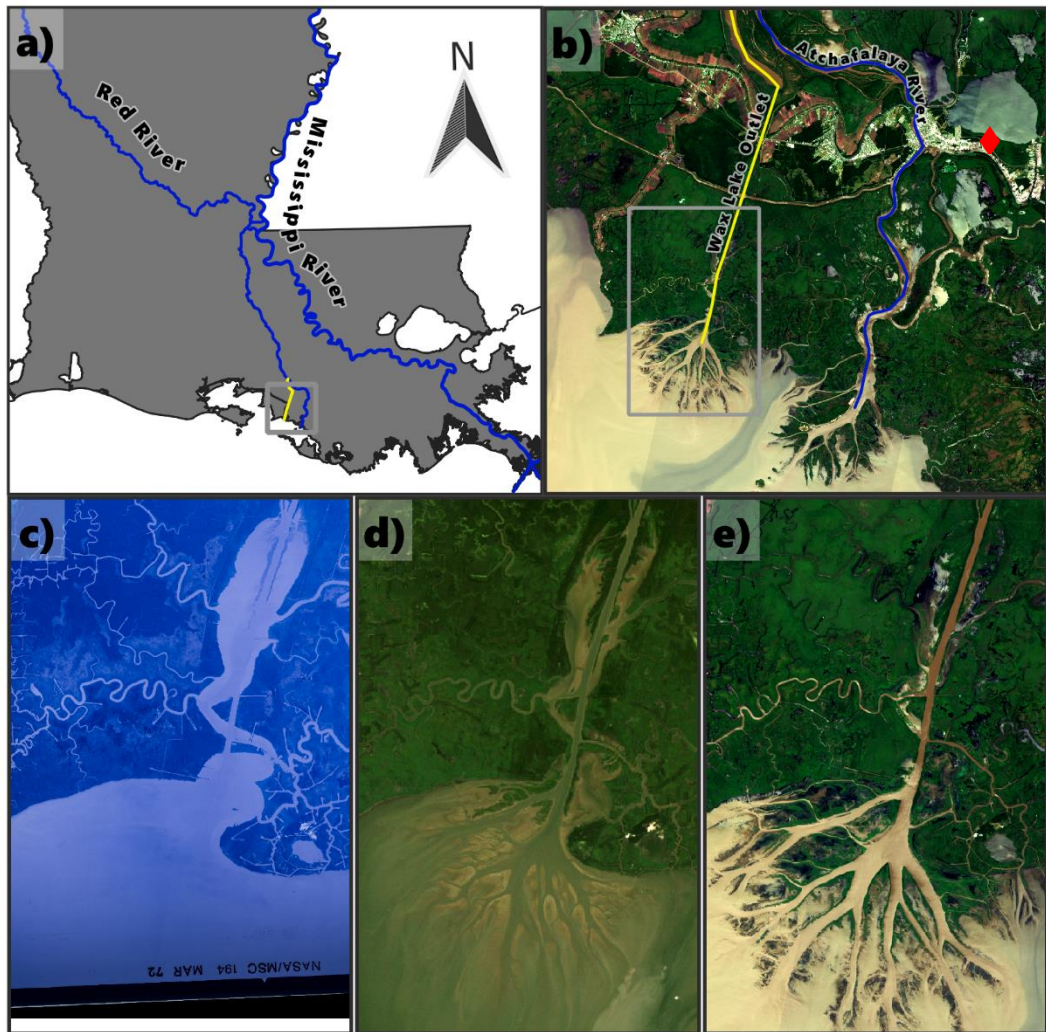 a)
Red River
Mississippi River
N
b)
Atchafalaya River
Wax Lake Outlet
c)
NASA/MSC 194 MAR 72
d)
e)